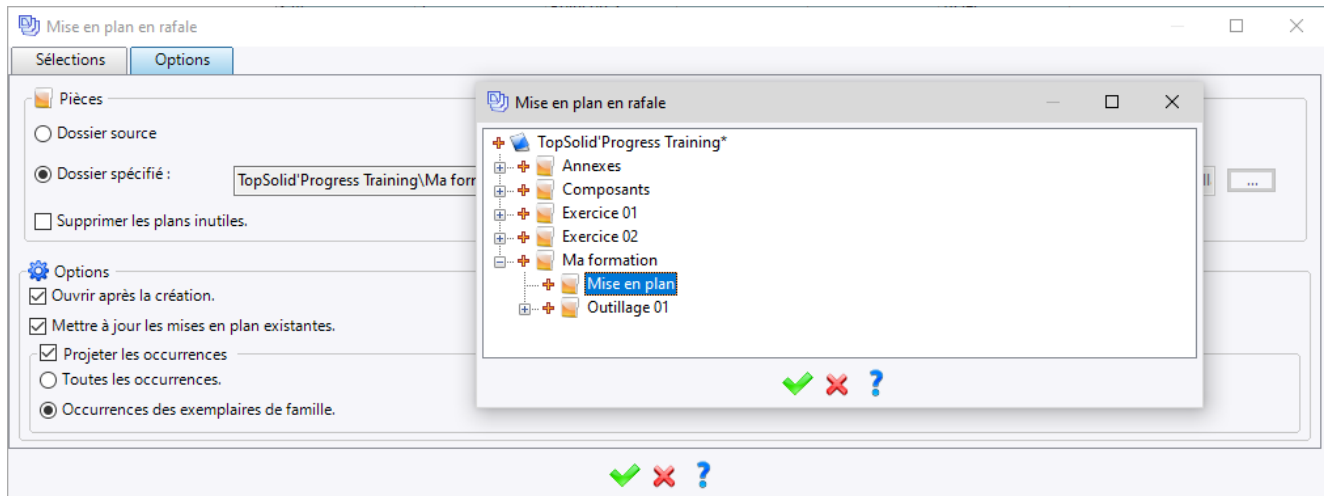 Mise en plan en rafale
Sélections Options
Pièces
Dossier source
Dossier spécifié : TopSolid'Progress Training\Ma for ...
Supprimer les plans inutiles.
Options
Ouvrir après la création.
Mettre à jour les mises en plan existantes.
Projeter les occurrences
Toutes les occurrences.
Occurrences des exemplaires de famille.
Mise en plan en rafale
TopSolid'Progress Training*
Annexes
Composants
Exercice 01
Exercice 02
Ma formation
Mise en plan
Outillage 01